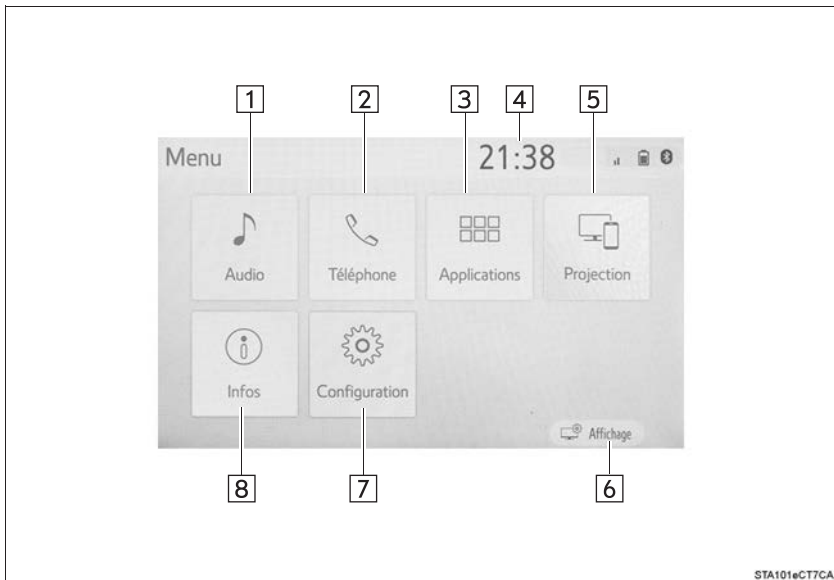 1 2 3 4 5
Menu 21:38
Audio Téléphone Applications Projection
Infos Configuration
Affichage
8 7 6
STA101eCT7CA